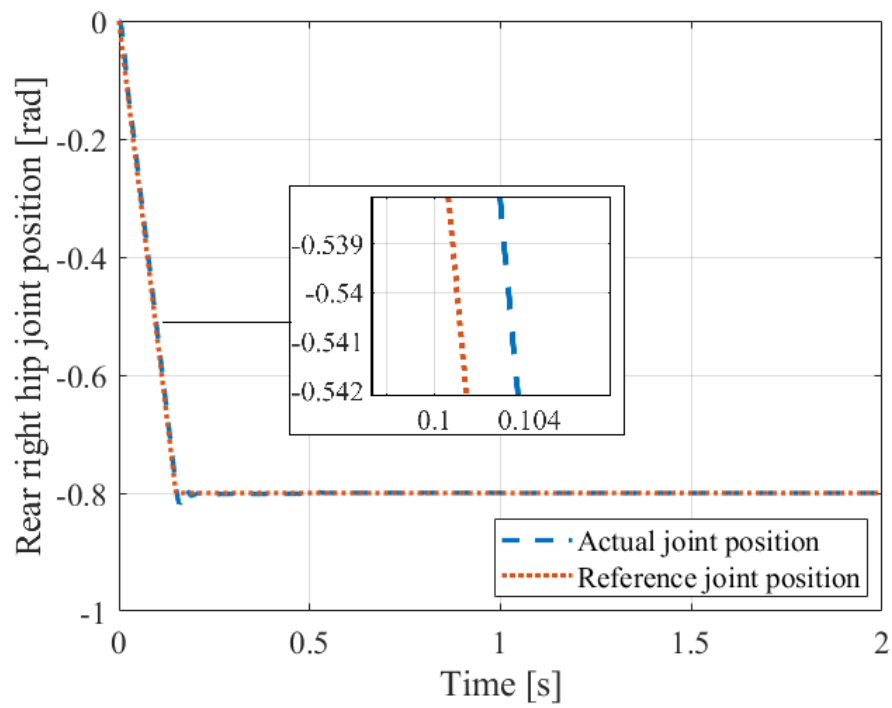 Rear right hip joint position [rad]
0
-0.2
-0.4
-0.6
-0.8
-1
-0.539
-0.54
-0.541
-0.542
0.1 0.104
Actual joint position
Reference joint position
0 0.5 1 1.5 2
Time [s]